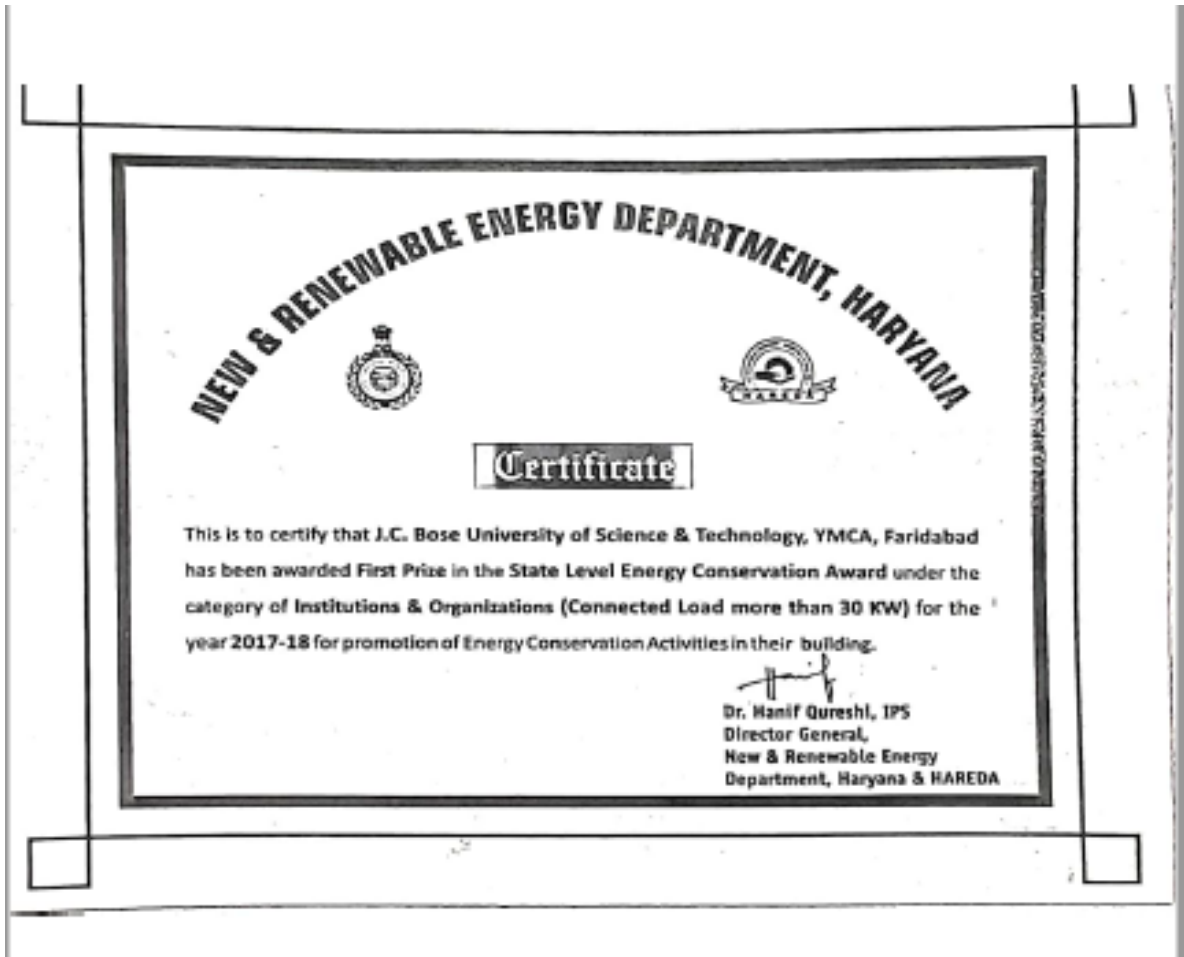 NEW & RENEWABLE ENERGY DEPARTMENT, HARYANA
HAREDA
Certificate
This is to certify that J.C. Bose University of Science & Technology, YMCA, Faridabad
has been awarded First Prize in the State Level Energy Conservation Award under the
category of Institutions & Organizations (Connected Load more than 30 KW) for the
year 2017-18 for promotion of Energy Conservation Activities in their building.
Hanif
Dr. Hanif Qureshi, IPS
Director General,
New & Renewable Energy
Department, Haryana & HAREDA